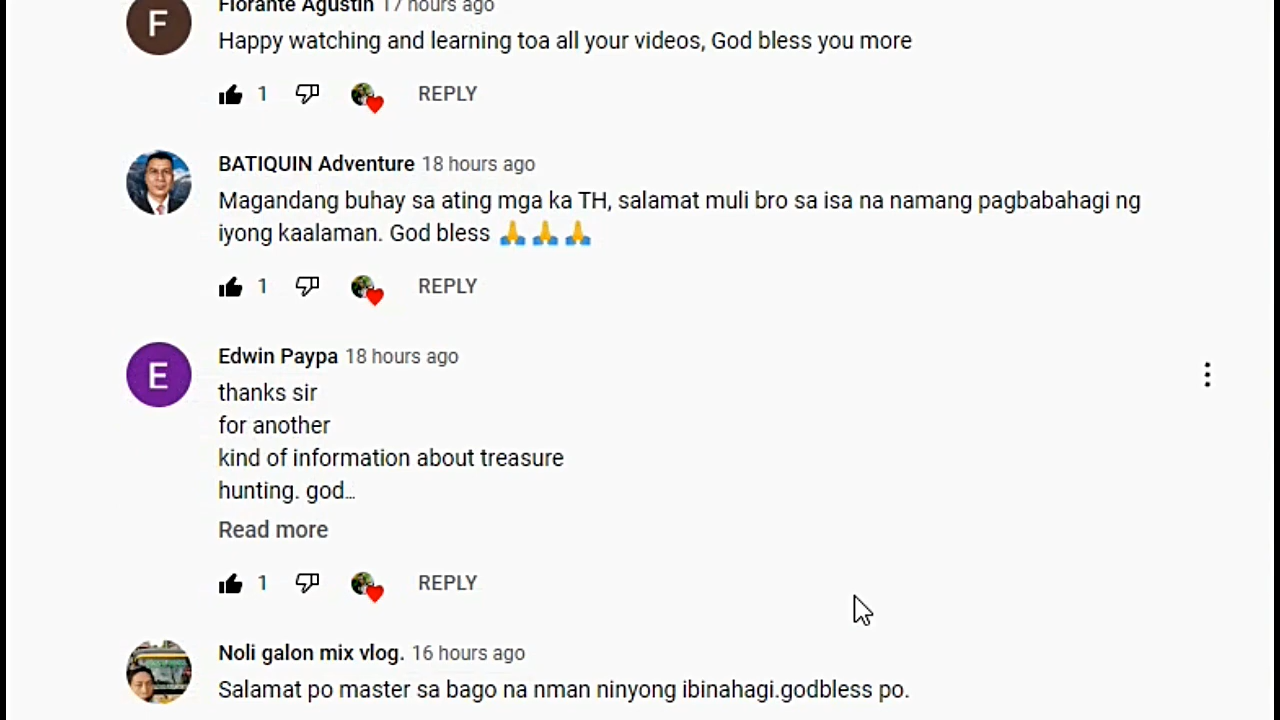 Florante Agustin 17 hours ago
F
Happy watching and learning toa all your videos, God bless you more
1 REPLY
BATIQUIN Adventure 18 hours ago
Magandang buhay sa ating mga ka TH, salamat muli bro sa isa na namang pagbabahagi ng
iyong kaalaman. God bless 🙏🙏🙏
1 REPLY
Edwin Paypa 18 hours ago
E
thanks sir
for another
kind of information about treasure
hunting. god…
Read more
1 REPLY
Noli galon mix vlog. 16 hours ago
Salamat po master sa bago na nman ninyong ibinahagi.godbless po.